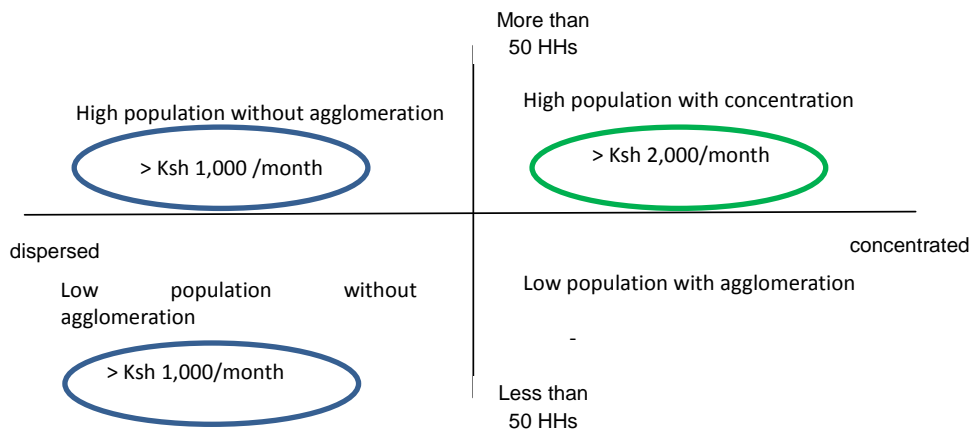 More than
50 HHs
High population without agglomeration
High population with concentration
> Ksh 1,000 /month
> Ksh 2,000/month
dispersed
concentrated
Low population without
agglomeration
Low population with agglomeration
-
> Ksh 1,000/month
Less than
50 HHs